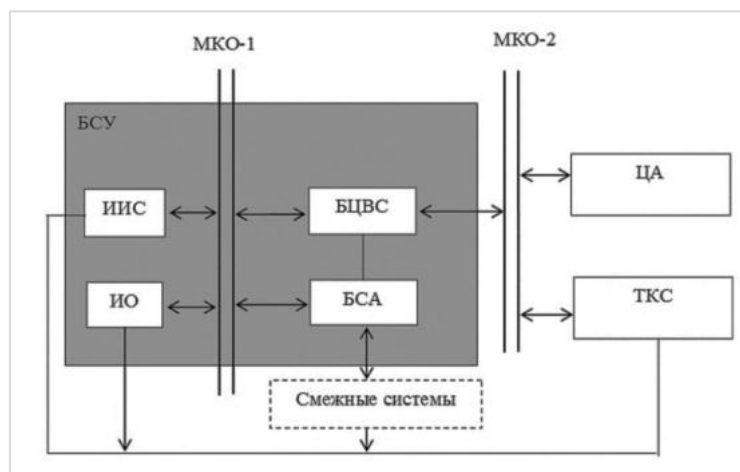 МКО-1
МКО-2
БСУ
ЦА
ИИС
БЦВС
ИО
БСА
ТКС
Смежные системы